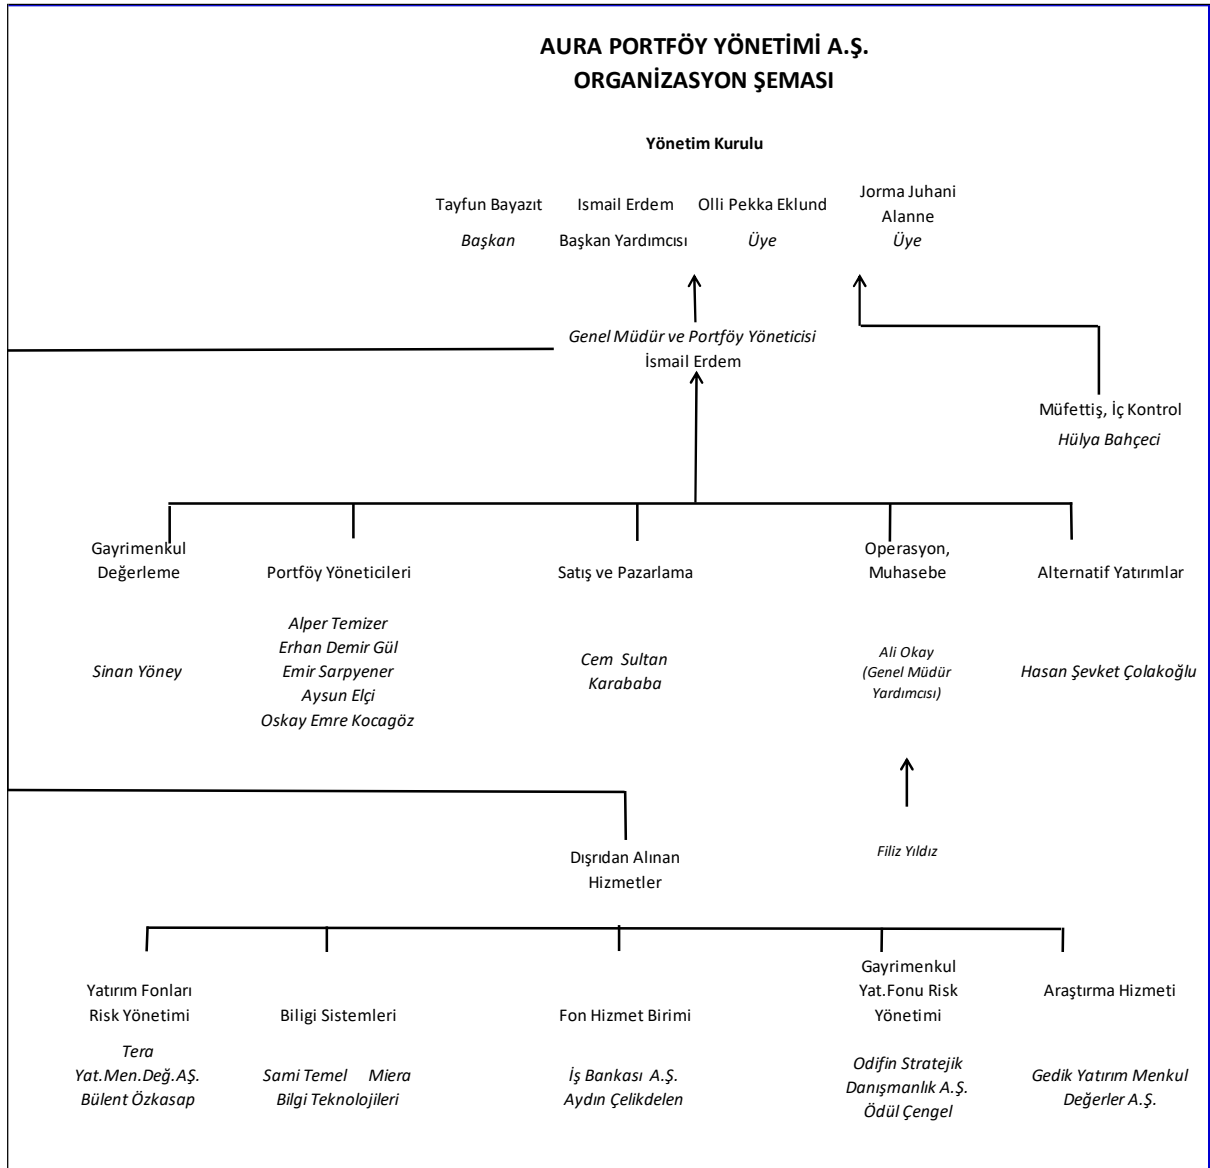 AURA PORTFÖY YÖNETİMİ A.Ş.
ORGANİZASYON ŞEMASI
Yönetim Kurulu
Tayfun Bayazıt
Başkan
Ismail Erdem
Başkan Yardımcısı
Olli Pekka Eklund
Üye
Jorma Juhani
Alanne
Üye
Genel Müdür ve Portföy Yöneticisi
İsmail Erdem
Müfettiş, İç Kontrol
Hülya Bahçeci
Gayrimenkul
Değerleme
Sinan Yöney
Portföy Yöneticileri
Alper Temizer
Erhan Demir Gül
Emir Sarpyener
Aysun Elçi
Oskay Emre Kocagöz
Satış ve Pazarlama
Cem Sultan
Karababa
Operasyon,
Muhasebe
Ali Okay
(Genel Müdür
Yardımcısı)
Filiz Yıldız
Alternatif Yatırımlar
Hasan Şevket Çolakoğlu
Dışrıdan Alınan
Hizmetler
Yatırım Fonları
Risk Yönetimi
Tera
Yat.Men.Değ.AŞ.
Bülent Özkasap
Biligi Sistemleri
Sami Temel Miera
Bilgi Teknolojileri
Fon Hizmet Birimi
İş Bankası A.Ş.
Aydın Çelikdelen
Gayrimenkul
Yat.Fonu Risk
Yönetimi
Odifin Stratejik
Danışmanlık A.Ş.
Ödül Çengel
Araştırma Hizmeti
Gedik Yatırım Menkul
Değerler A.Ş.